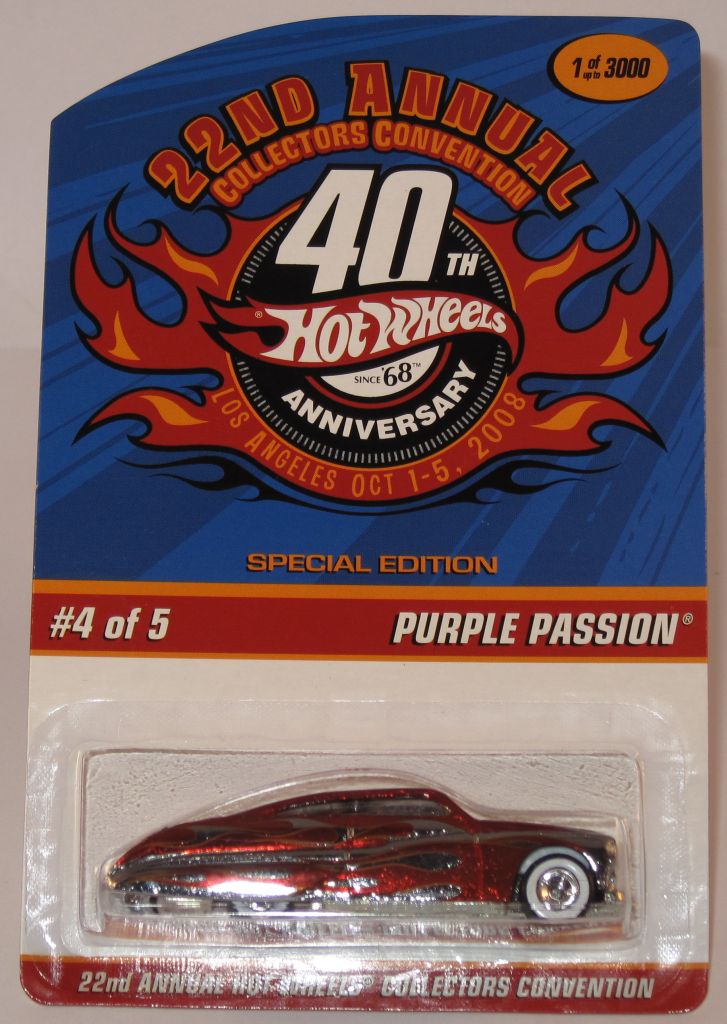 1 of up to 3000
22ND ANNUAL
COLLECTORS CONVENTION
40TH
® HOT WHEELS
SINCE '68™
ANNIVERSARY
LOS ANGELES OCT 1-5, 2008
SPECIAL EDITION
#4 of 5
PURPLE PASSION®
22nd ANNUAL HOT WHEELS® COLLECTORS CONVENTION